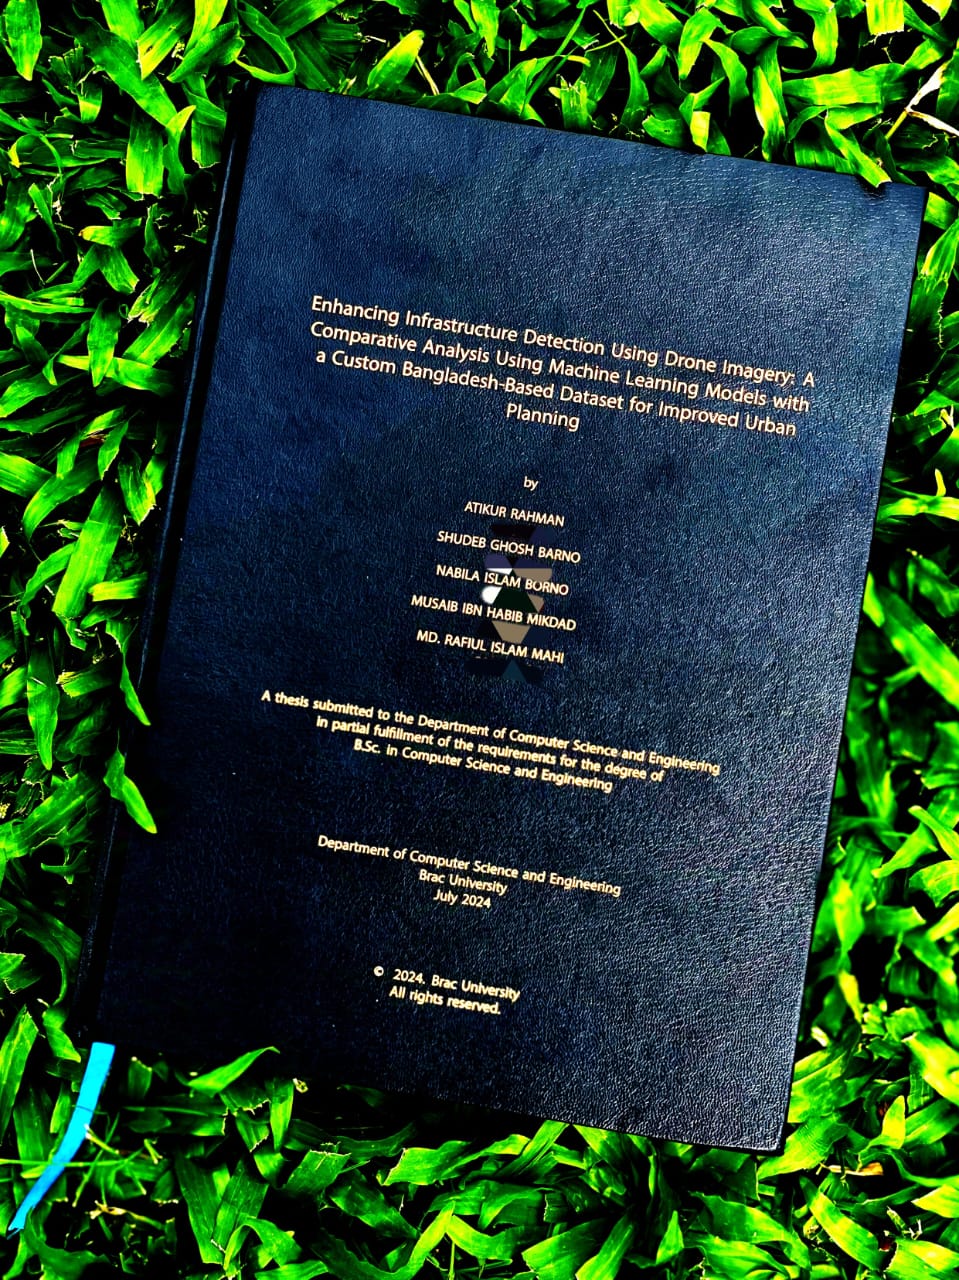 Enhancing Infrastructure Detection Using Drone Imagery: A
Comparative Analysis Using Machine Learning Models with
a Custom Bangladesh-Based Dataset for Improved Urban
Planning
by
ATIKUR RAHMAN
SHUDEB GHOSH BARNO
NABILA ISLAM BORNO
MUSAIB IBN HABIB MIKDAD
MD. RAFIUL ISLAM MAHI
A thesis submitted to the Department of Computer Science and Engineering
in partial fulfillment of the requirements for the degree of
B.Sc. in Computer Science and Engineering
Department of Computer Science and Engineering
Brac University
July 2024
© 2024. Brac University
All rights reserved.